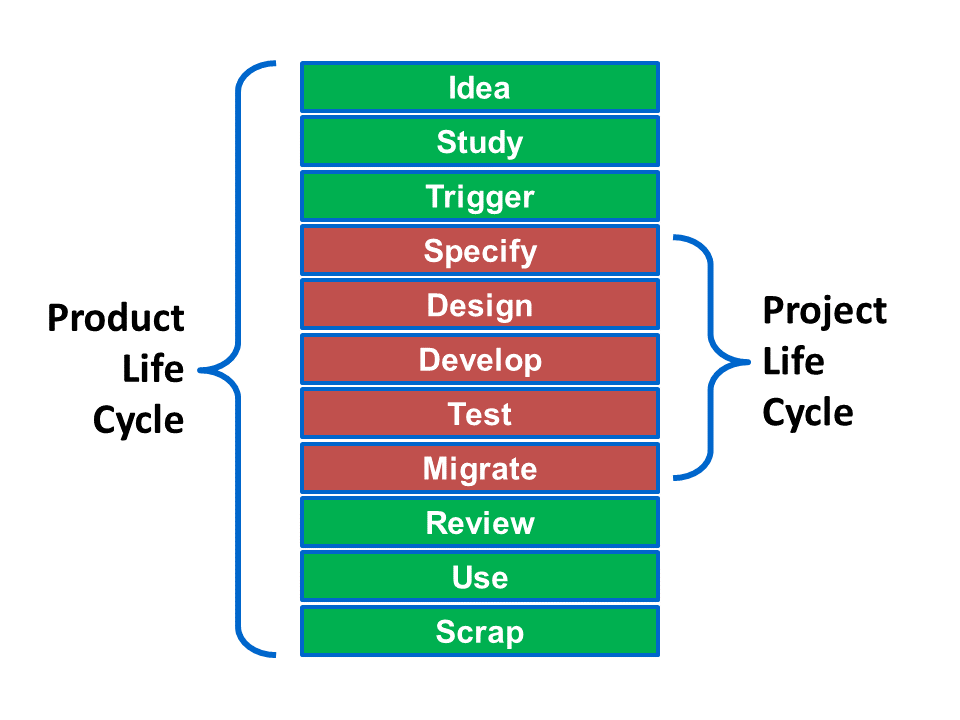 Idea
Study
Trigger
Specify
Design
Develop
Test
Migrate
Review
Use
Scrap
Product
Life
Cycle
Project
Life
Cycle